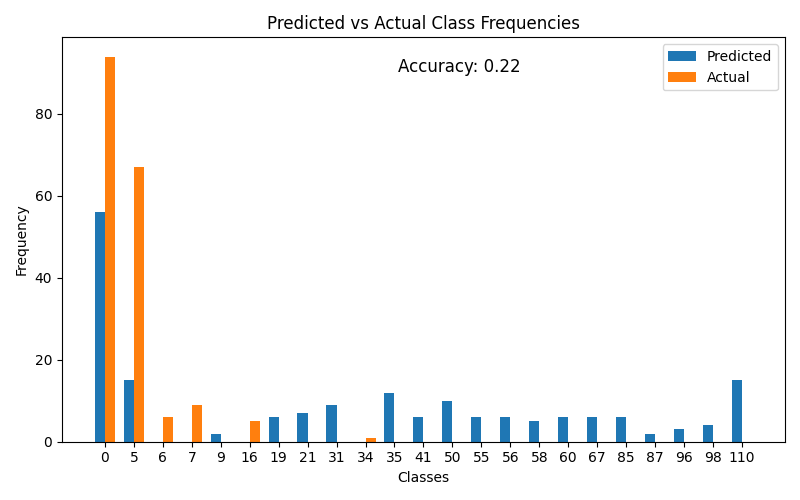 Predicted vs Actual Class Frequencies
Accuracy: 0.22
Predicted
Actual
Frequency
80
60
40
20
0
0 5 6 7 9 16 19 21 31 34 35 41 50 55 56 58 60 67 85 87 96 98 110
Classes